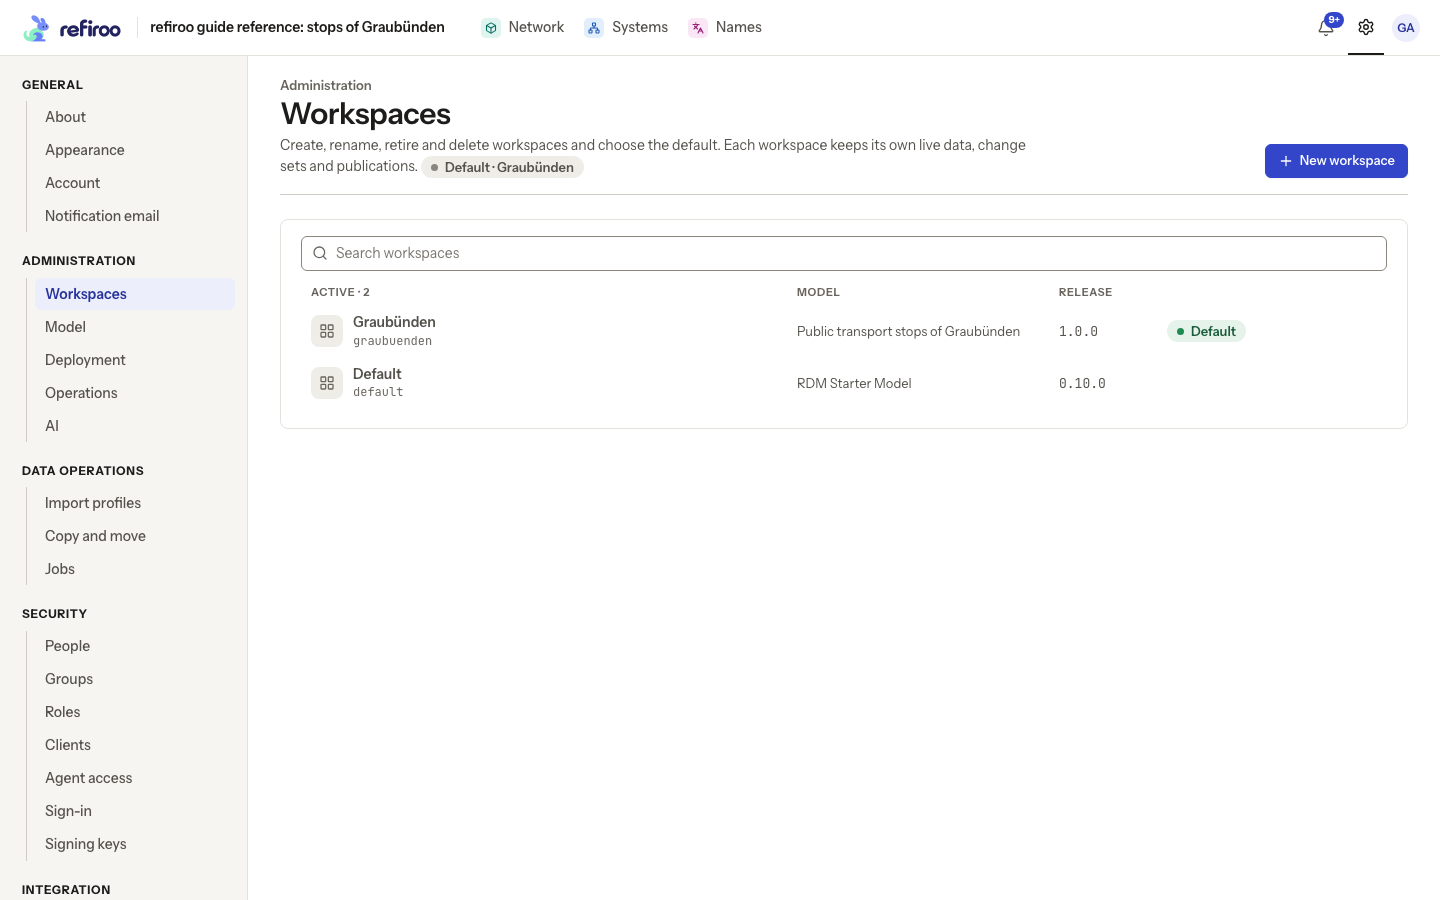 refiroo
refiroo guide reference: stops of Graubünden
Network
Systems
Names
9+
GA
GENERAL
About
Appearance
Account
Notification email
ADMINISTRATION
Workspaces
Model
Deployment
Operations
AI
DATA OPERATIONS
Import profiles
Copy and move
Jobs
SECURITY
People
Groups
Roles
Clients
Agent access
Sign-in
Signing keys
INTEGRATION
Administration
Workspaces
Create, rename, retire and delete workspaces and choose the default. Each workspace keeps its own live data, change
sets and publications. Default · Graubünden
New workspace
Search workspaces
ACTIVE · 2 MODEL RELEASE
Graubünden
graubuenden
Public transport stops of Graubünden 1.0.0 Default
Default
default
RDM Starter Model 0.10.0